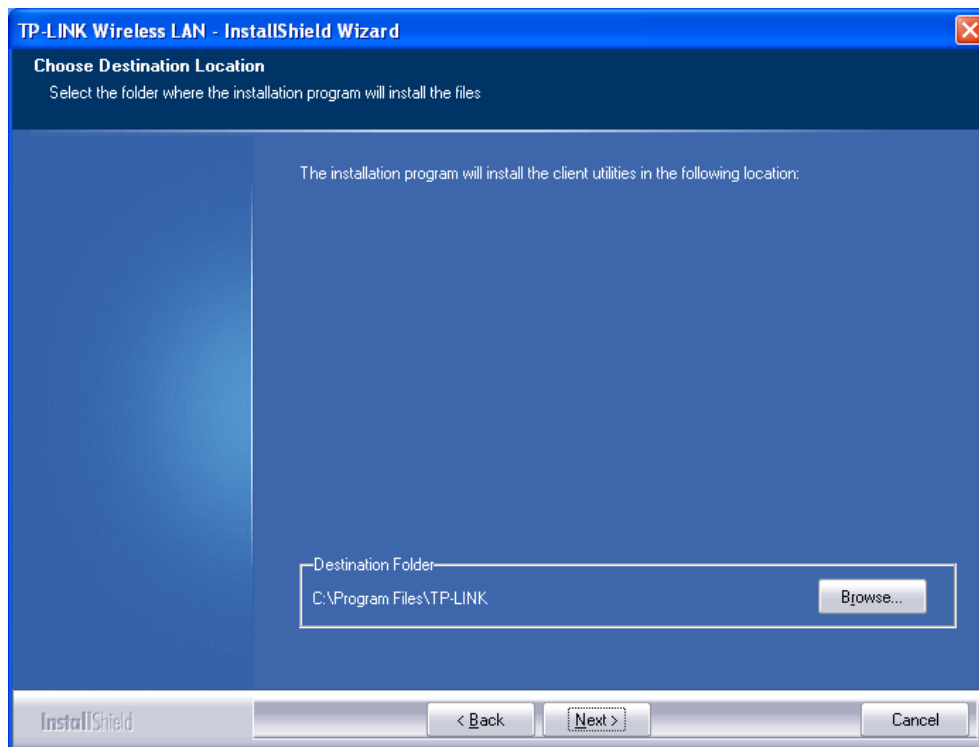 TP-LINK Wireless LAN - InstallShield Wizard
Choose Destination Location
Select the folder where the installation program will install the files
The installation program will install the client utilities in the following location:
Destination Folder
C:\Program Files\TP-LINK
Browse...
InstallShield
< Back
Next >
Cancel